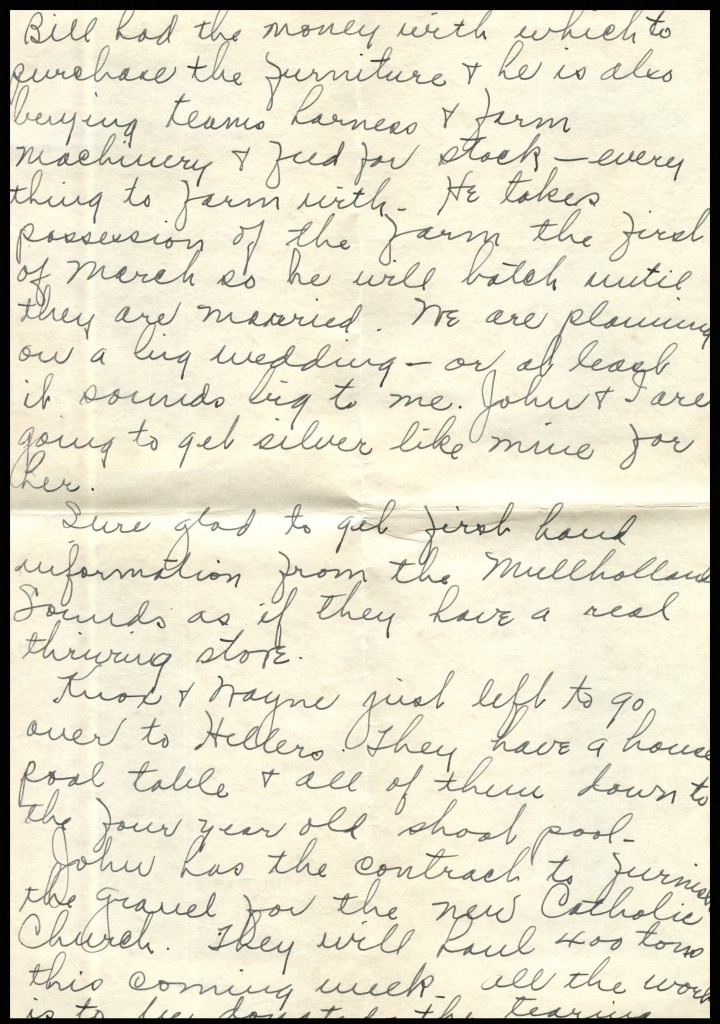 Bill had the money with which to
purchase the furniture & he is also
buying teams harness & farm
machinery & feed for stock - every
thing to farm with. He takes
possession of the farm the first
of March so he will batch until
they are married. We are planning
on a big wedding - or at least
it sounds big to me. John & I are
going to get silver like mine for
her.
Sure glad to get first hand
information from the Mullholland
Sounds as if they have a real
thriving store.
Knox & Wayne just left to go
over to Hellers. They have a house
pool table & all of them down to
the four year old shoot pool -
John has the contract to furnish
the gravel for the new Catholic
Church. They will haul 400 tons
this coming week. all the work
is to be donated the tearing